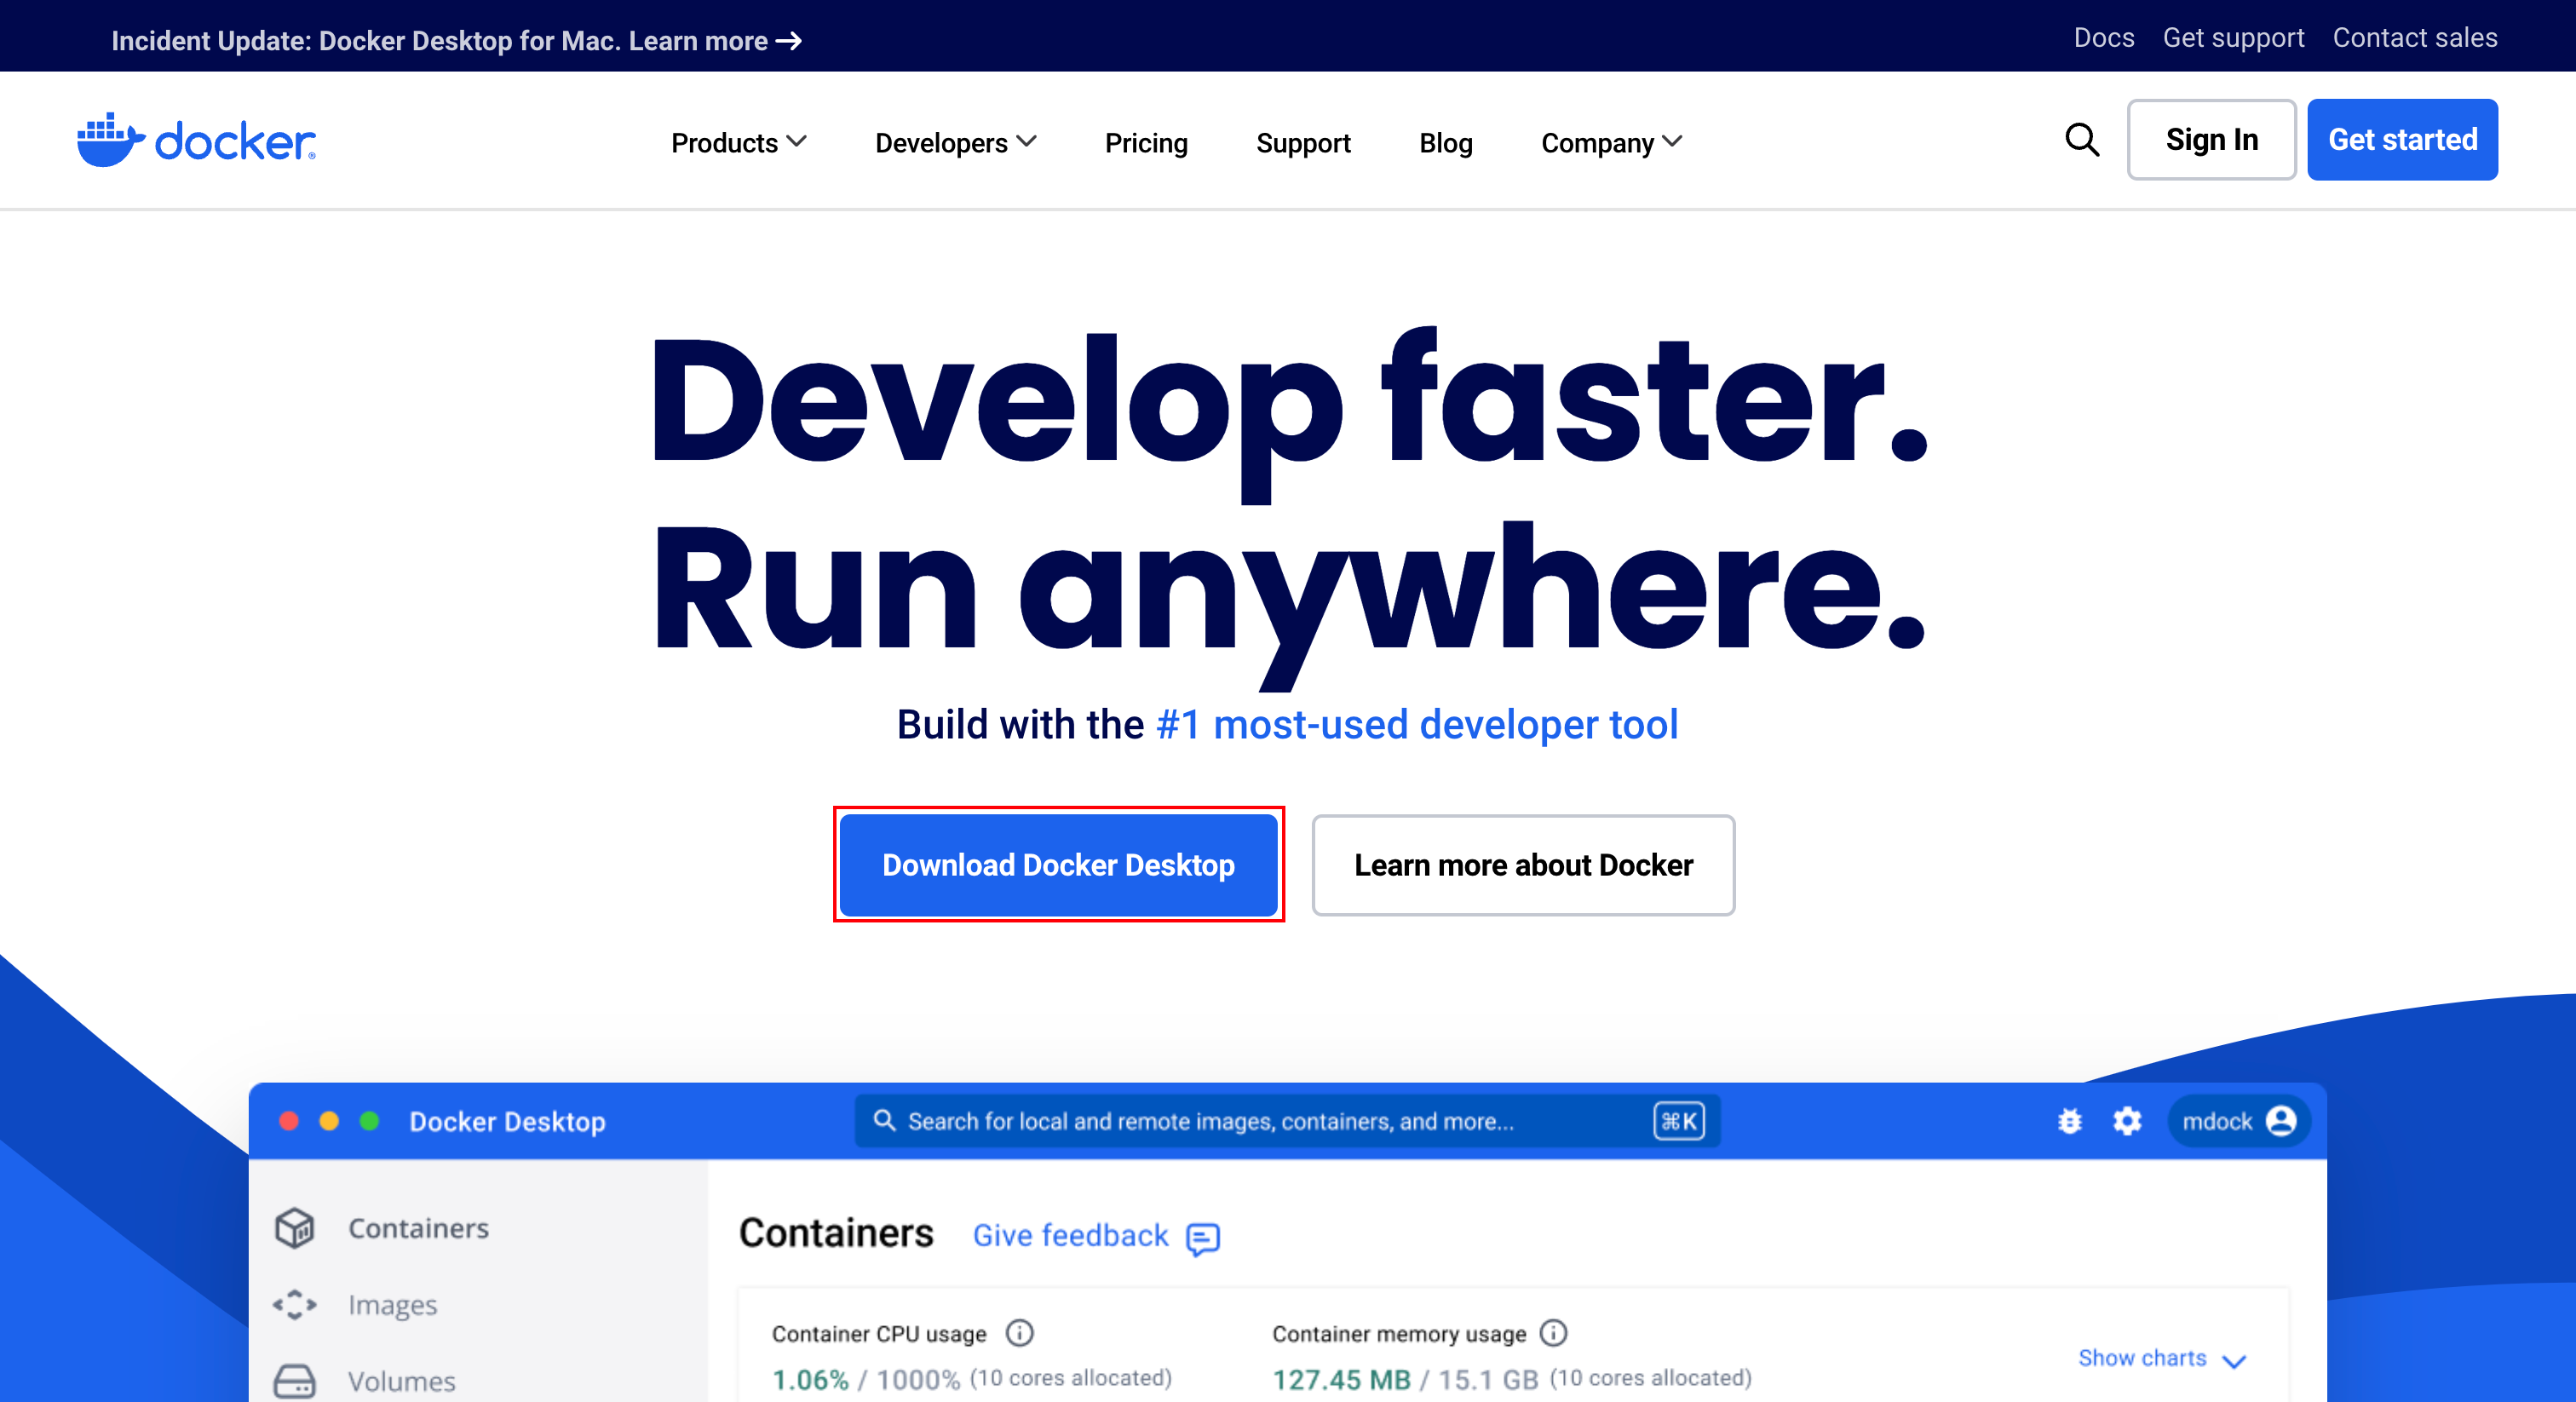 Incident Update: Docker Desktop for Mac. Learn more →
Docs Get support Contact sales
docker®
Products Developers Pricing Support Blog Company
Sign In Get started
Develop faster.
Run anywhere.
Build with the #1 most-used developer tool
Download Docker Desktop Learn more about Docker
Docker Desktop
Search for local and remote images, containers, and more... ⌘K
mdock
Containers
Images
Volumes
Containers Give feedback
Container CPU usage
1.06% / 1000% (10 cores allocated)
Container memory usage
127.45 MB / 15.1 GB (10 cores allocated)
Show charts